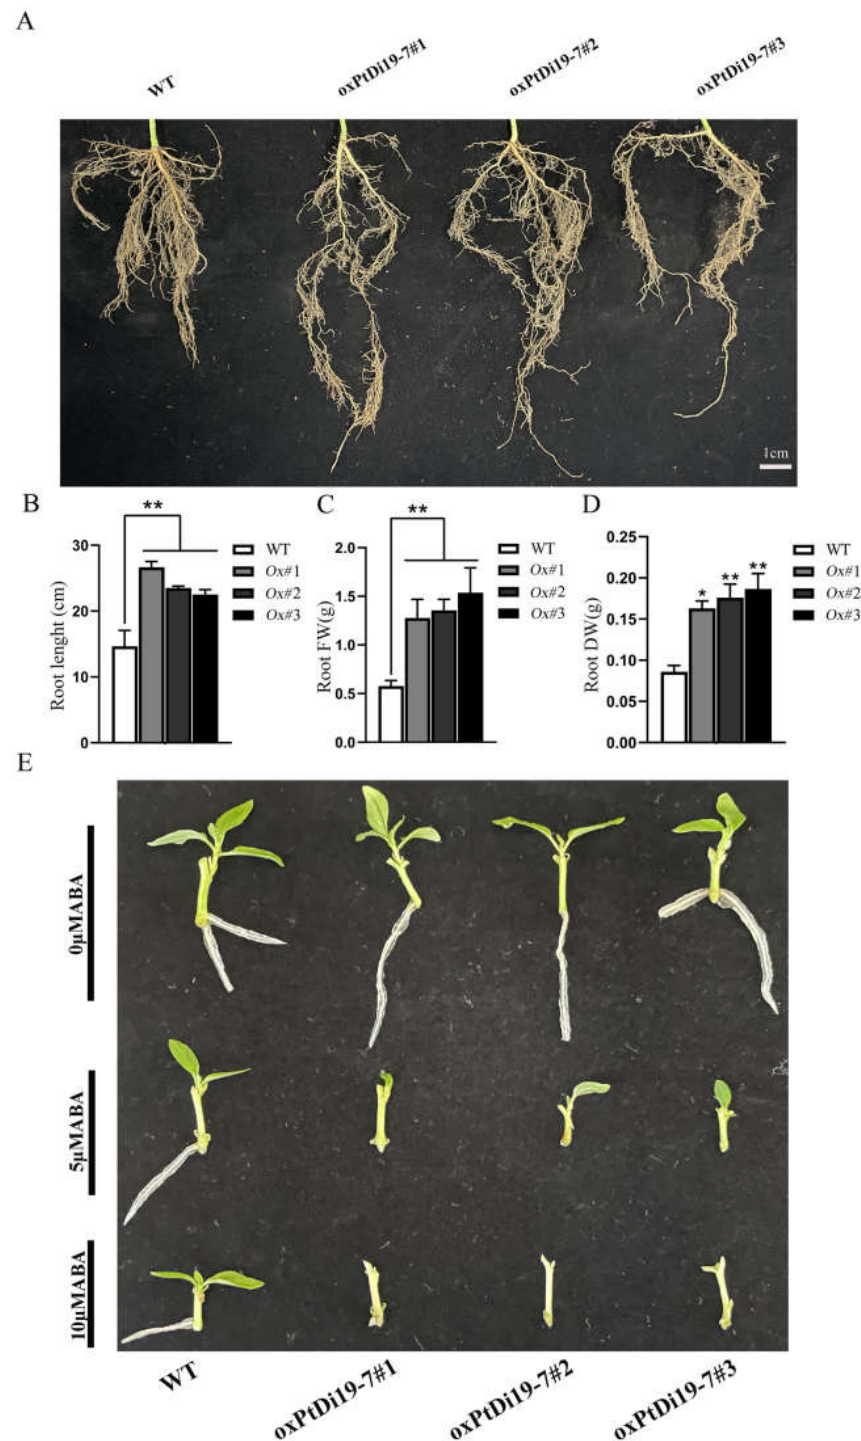 A
WT
oxPtDi19-7#1
oxPtDi19-7#2
oxPtDi19-7#3
1cm
B
**
Root lenght (cm)
30
20
10
0
WT
Ox#1
Ox#2
Ox#3
C
**
Root FW(g)
2.0
1.5
1.0
0.5
0.0
WT
Ox#1
Ox#2
Ox#3
D
Root DW(g)
0.25
0.20
0.15
0.10
0.05
0.00
*
**
**
WT
Ox#1
Ox#2
Ox#3
E
0μMABA
5μMABA
10μMABA
WT
oxPtDi19-7#1
oxPtDi19-7#2
oxPtDi19-7#3